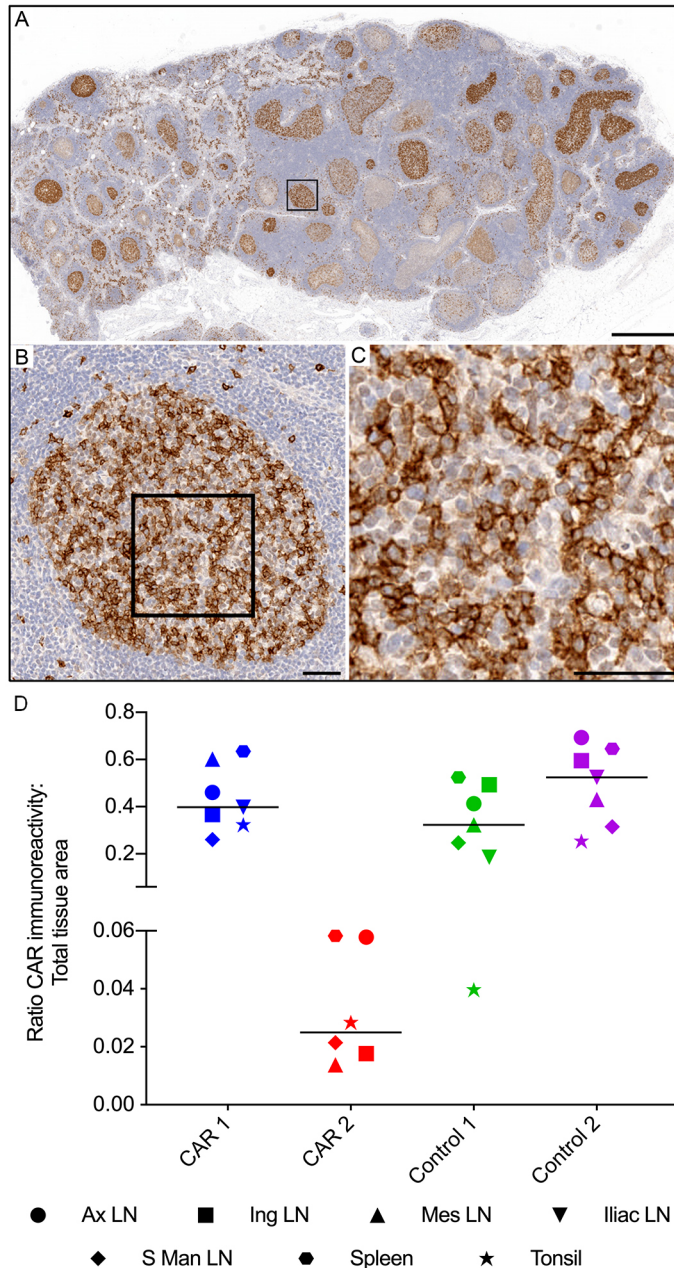 A
B
C
D
Ratio CAR immunoreactivity:
Total tissue area
0.8
0.6
0.4
0.2
0.06
0.04
0.02
0.00
CAR 1
CAR 2
Control 1
Control 2
Ax LN
Ing LN
Mes LN
Iliac LN
S Man LN
Spleen
Tonsil